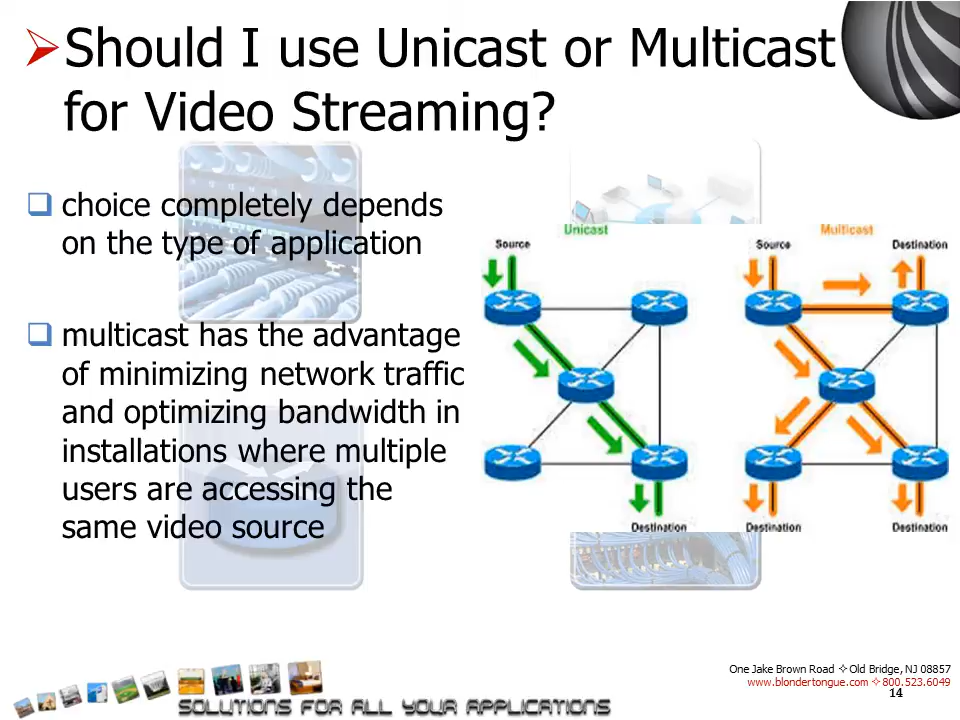 Should I use Unicast or Multicast
for Video Streaming?
choice completely depends
on the type of application
multicast has the advantage
of minimizing network traffic
and optimizing bandwidth in
installations where multiple
users are accessing the
same video source
Unicast
Source
Destination
Multicast
Source
Destination
Destination
Destination
SOLUTIONS FOR ALL YOUR APPLICATIONS
One Jake Brown Road ✧ Old Bridge, NJ 08857
www.blondertongue.com ✧ 800.523.6049
14